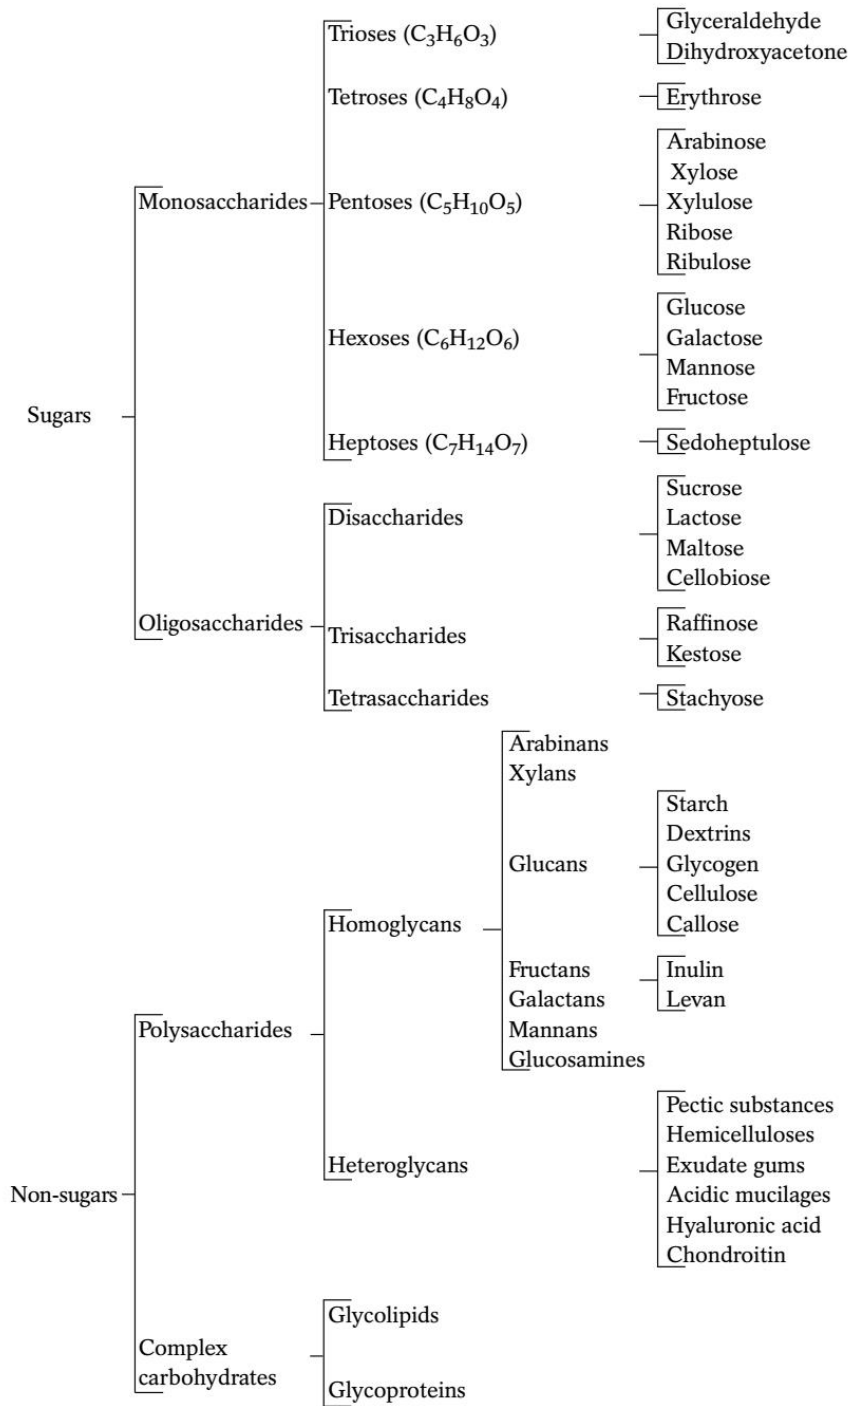 Trioses (C₃H₆O₃)
Glyceraldehyde
Dihydroxyacetone
Tetroses (C₄H₈O₄)
Erythrose
Monosaccharides
Pentoses (C₅H₁₀O₅)
Arabinose
Xylose
Xylulose
Ribose
Ribulose
Hexoses (C₆H₁₂O₆)
Glucose
Galactose
Mannose
Fructose
Sugars
Heptoses (C₇H₁₄O₇)
Sedoheptulose
Disaccharides
Sucrose
Lactose
Maltose
Cellobiose
Oligosaccharides
Trisaccharides
Raffinose
Kestose
Tetrasaccharides
Stachyose
Arabinans
Xylans
Glucans
Starch
Dextrins
Glycogen
Cellulose
Callose
Homoglycans
Fructans
Galactans
Mannans
Glucosamines
Inulin
Levan
Polysaccharides
Heteroglycans
Pectic substances
Hemicelluloses
Exudate gums
Acidic mucilages
Hyaluronic acid
Chondroitin
Non-sugars
Complex
carbohydrates
Glycolipids
Glycoproteins